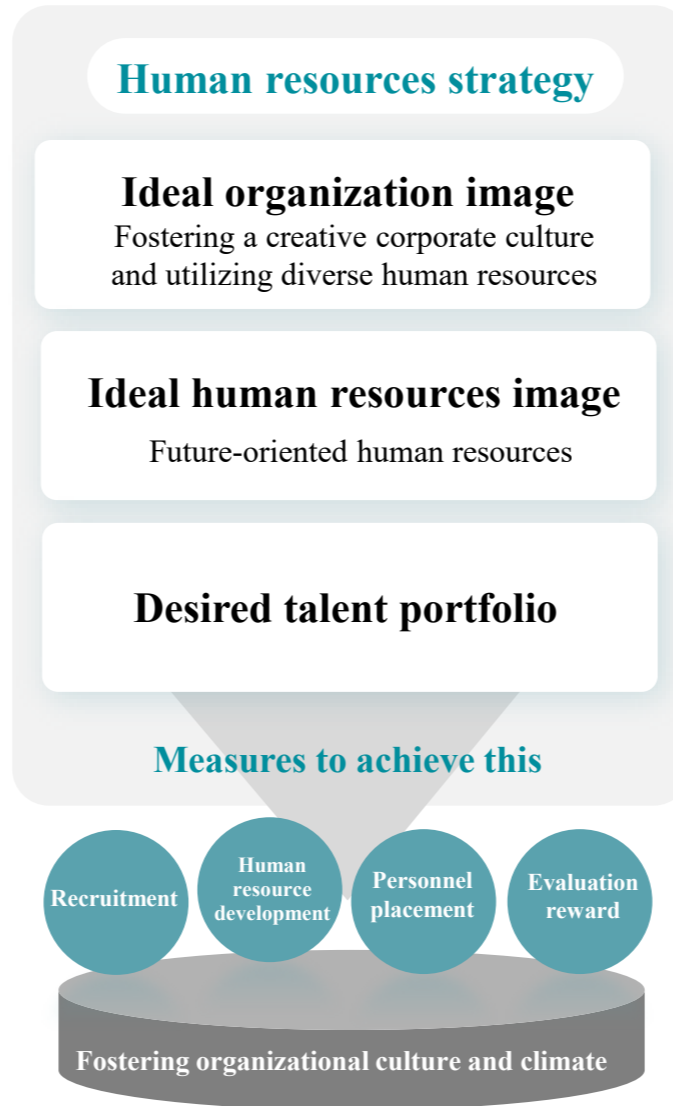 Human resources strategy
Ideal organization image
Fostering a creative corporate culture
and utilizing diverse human resources
Ideal human resources image
Future-oriented human resources
Desired talent portfolio
Measures to achieve this
Recruitment
Human
resource
development
Personnel
placement
Evaluation
reward
Fostering organizational culture and climate